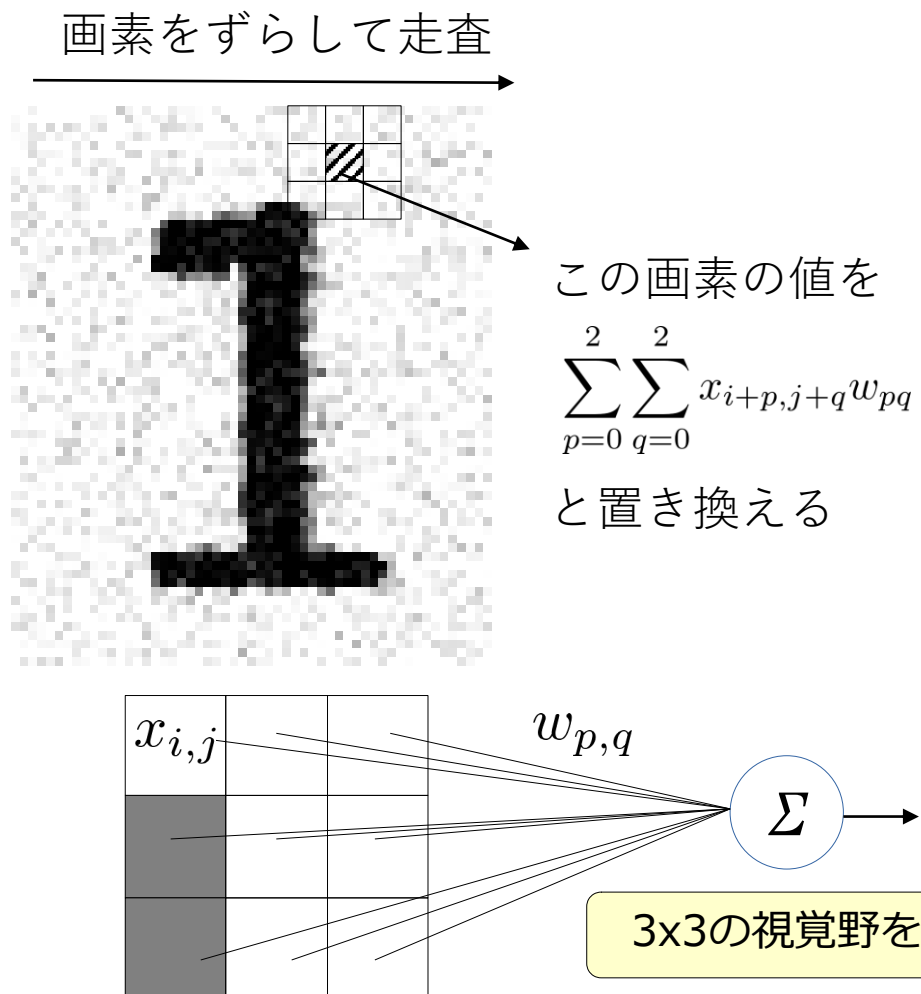 画素をずらして走査
この画素の値を
\sum_{p=0}^{2} \sum_{q=0}^{2} x_{i+p,j+q} w_{pq}
と置き換える
1
x_{i,j}
w_{p,q}
Σ
3x3の視覚野を